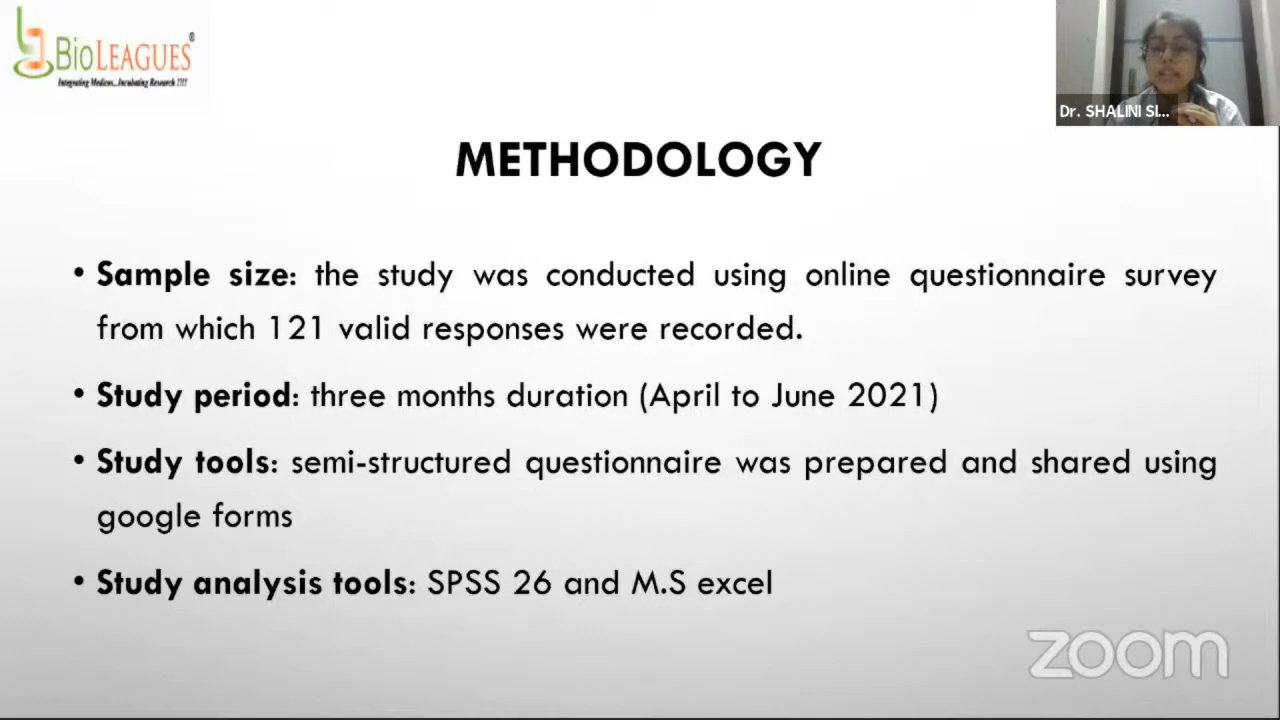 BIOLEAGUES®
Integrating Medicos...Incubating Research !!!!
Dr. SHALINI SI...
METHODOLOGY
• Sample size: the study was conducted using online questionnaire survey
from which 121 valid responses were recorded.
• Study period: three months duration (April to June 2021)
• Study tools: semi-structured questionnaire was prepared and shared using
google forms
• Study analysis tools: SPSS 26 and M.S excel
zoom